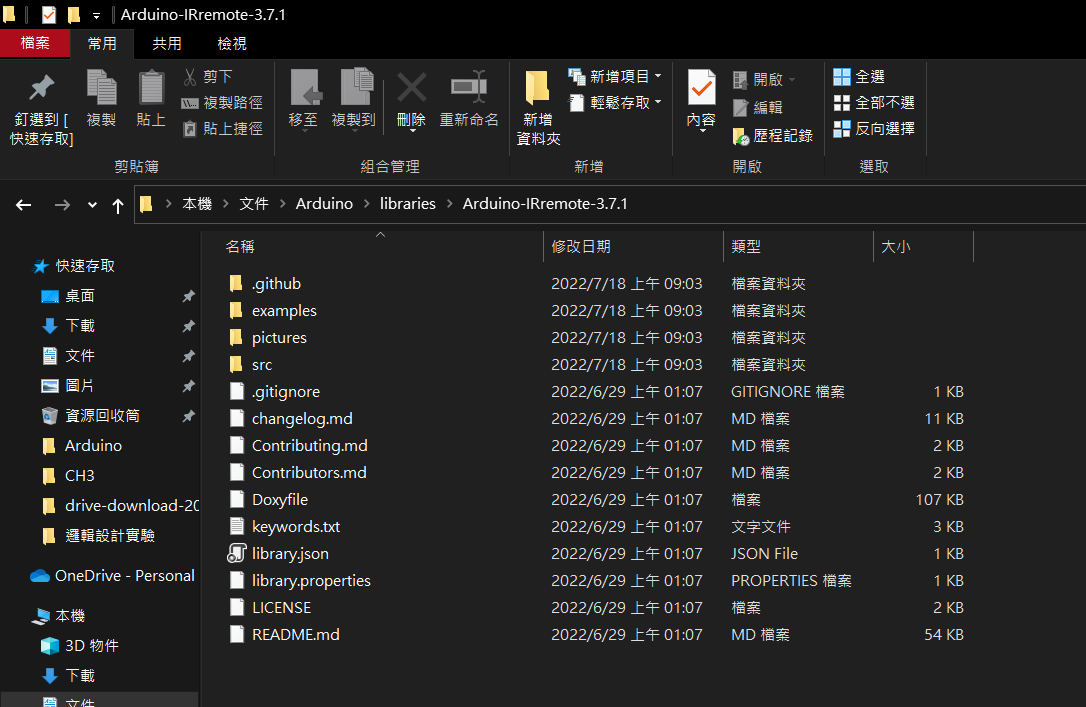 Arduino-IRremote-3.7.1
檔案 常用 共用 檢視
釘選到 [
快速存取]
複製
貼上
剪下
複製路徑
貼上捷徑
剪貼簿
移至
複製到
刪除
重新命名
組合管理
新增
資料夾
新增項目
輕鬆存取
新增
內容
開啟
編輯
歷程記錄
開啟
全選
全部不選
反向選擇
選取
本機 > 文件 > Arduino > libraries > Arduino-IRremote-3.7.1
快速存取
桌面
下載
文件
圖片
資源回收筒
Arduino
CH3
drive-download-20
邏輯設計實驗
OneDrive - Personal
本機
3D 物件
下載
文件
名稱 修改日期 類型 大小
.github 2022/7/18 上午 09:03 檔案資料夾
examples 2022/7/18 上午 09:03 檔案資料夾
pictures 2022/7/18 上午 09:03 檔案資料夾
src 2022/7/18 上午 09:03 檔案資料夾
.gitignore 2022/6/29 上午 01:07 GITIGNORE 檔案 1 KB
changelog.md 2022/6/29 上午 01:07 MD 檔案 11 KB
Contributing.md 2022/6/29 上午 01:07 MD 檔案 2 KB
Contributors.md 2022/6/29 上午 01:07 MD 檔案 2 KB
Doxyfile 2022/6/29 上午 01:07 檔案 107 KB
keywords.txt 2022/6/29 上午 01:07 文字文件 3 KB
library.json 2022/6/29 上午 01:07 JSON File 1 KB
library.properties 2022/6/29 上午 01:07 PROPERTIES 檔案 1 KB
LICENSE 2022/6/29 上午 01:07 檔案 2 KB
README.md 2022/6/29 上午 01:07 MD 檔案 54 KB